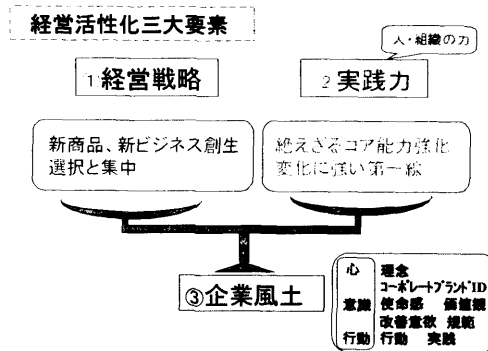 経営活性化三大要素
人・組織の力
1 経営戦略
2 実践力
新商品、新ビジネス創生
選択と集中
絶えざるコア能力強化
変化に強い第一線
③企業風土
心 理念
コーポレートブランドID
意識 使命感 価値観
改善意欲 規範
行動 行動 実践